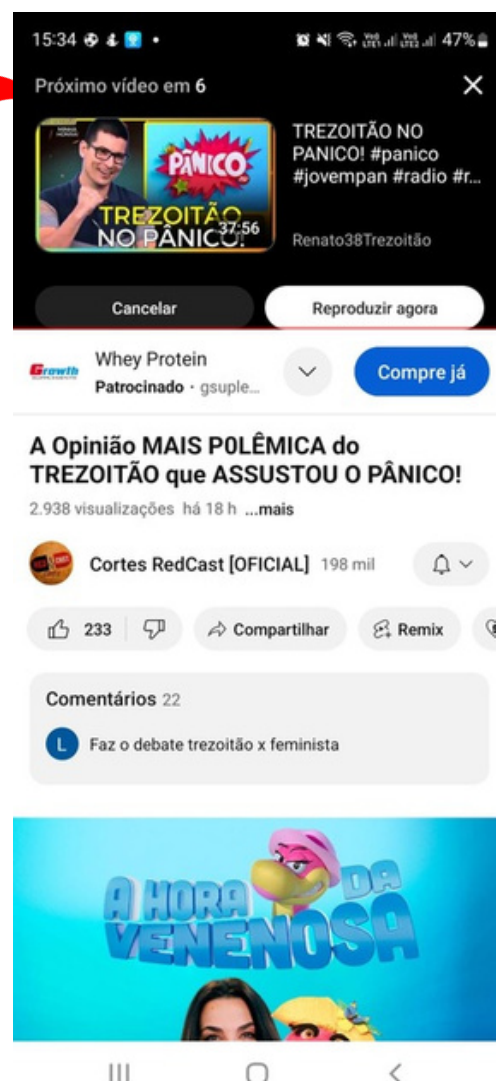 15:34 47%
Próximo vídeo em 6
PÂNICO
TREZOITÃO
NO PÂNICO!
37:56
TREZOITÃO NO
PANICO! #panico
#jovempan #radio #r...
Renato38Trezoitão
Cancelar
Reproduzir agora
Growth
Whey Protein
Patrocinado · gsuple...
Compre já
A Opinião MAIS P0LÊMICA do
TREZOITÃO que ASSUSTOU O PÂNICO!
2.938 visualizações há 18 h ...mais
Cortes RedCast [OFICIAL] 198 mil
233
Compartilhar
Remix
Comentários 22
L
Faz o debate trezoitão x feminista
A HORA DA
VENENOSA